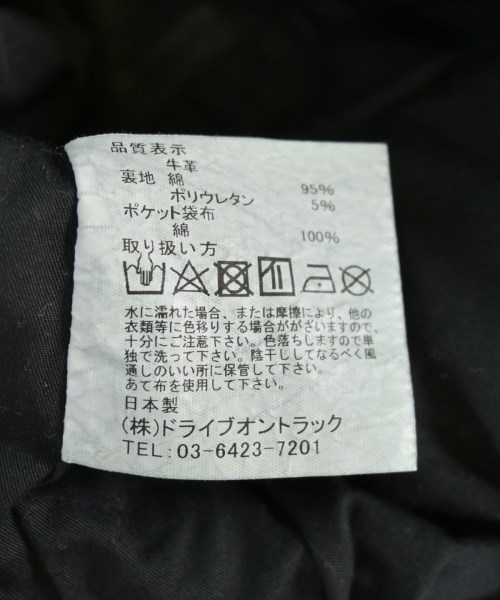 品質表示
牛革
裏地 綿 95%
ポリウレタン 5%
ポケット袋布
綿 100%
取り扱い方
水に濡れた場合、または摩擦により、他の
衣類等に色移りする場合ががざいますので、
十分にご注意下さい。色落ちしますので単
独で洗って下さい。陰干ししてなるべく風
通しのいい所に保管して下さい。
あて布を使用して下さい。
日本製
(株)ドライブオントラック
TEL: 03-6423-7201